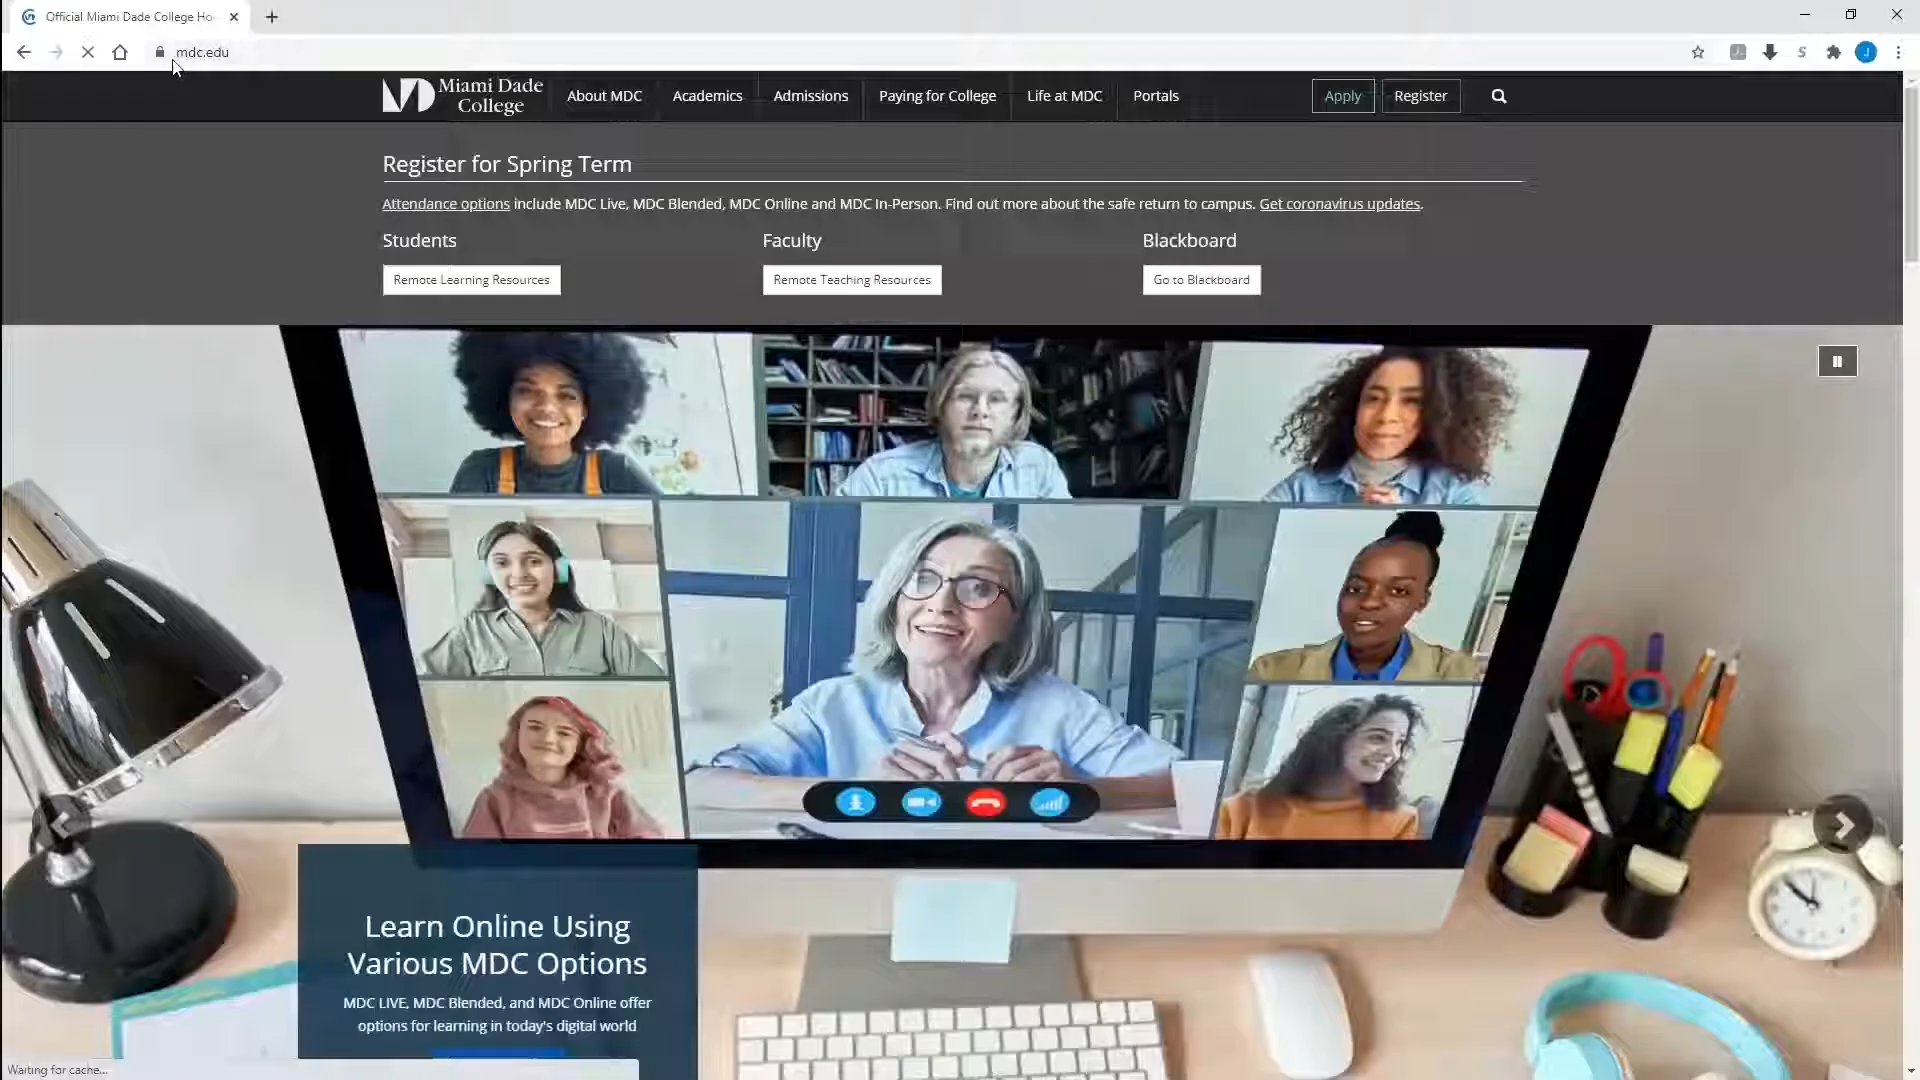 Official Miami Dade College Ho
mdc.edu
J
Miami Dade
College
About MDC
Academics
Admissions
Paying for College
Life at MDC
Portals
Apply
Register
Register for Spring Term
Attendance options include MDC Live, MDC Blended, MDC Online and MDC In-Person. Find out more about the safe return to campus. Get coronavirus updates.
Students
Faculty
Blackboard
Remote Learning Resources
Remote Teaching Resources
Go to Blackboard
Learn Online Using
Various MDC Options
MDC LIVE, MDC Blended, and MDC Online offer
options for learning in today's digital world
Waiting for cache...